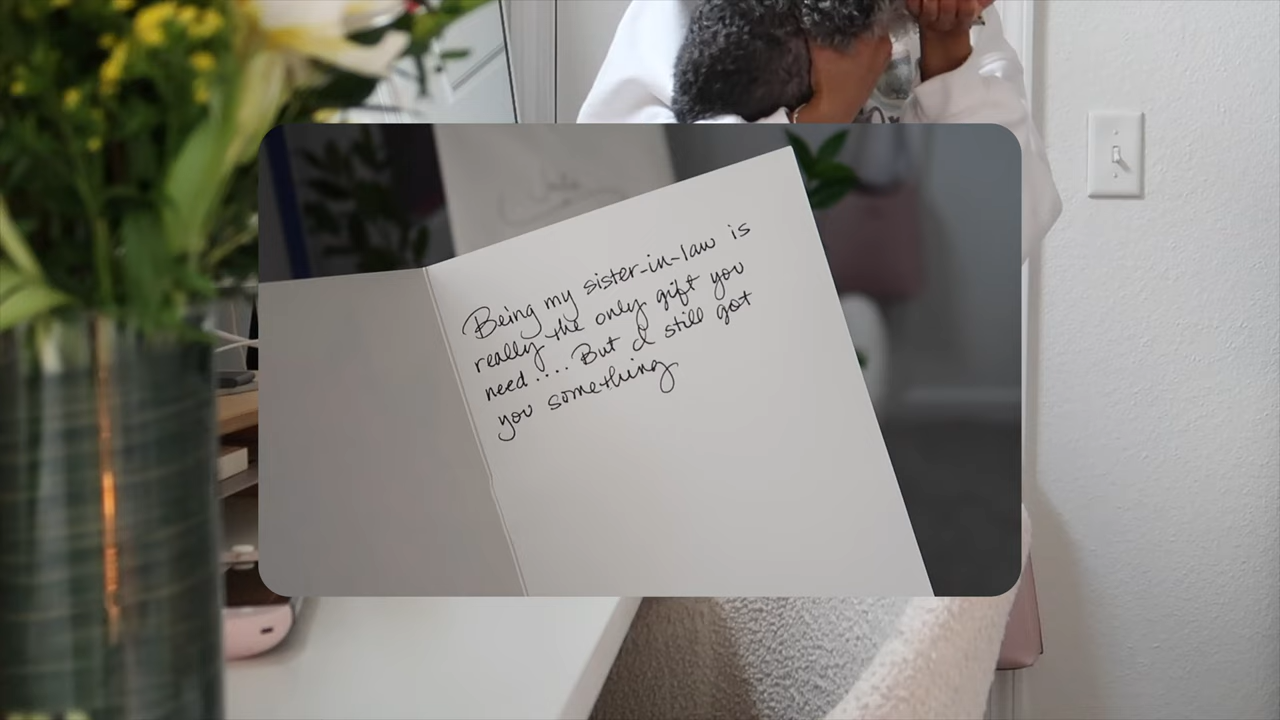 Being my sister-in-law is
really the only gift you
need.... But I still got
you something